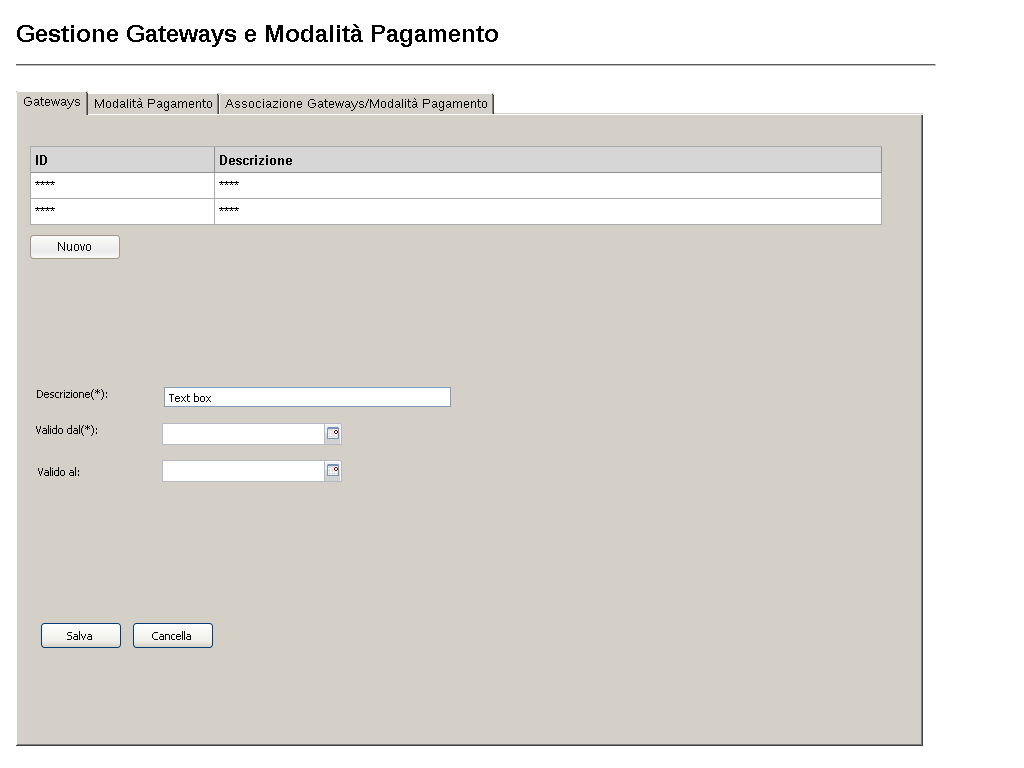 Gestione Gateways e Modalità Pagamento
Gateways Modalità Pagamento Associazione Gateways/Modalità Pagamento
ID Descrizione
**** ****
**** ****
Nuovo
Descrizione(*): Text box
Valido dal(*):
Valido al:
Salva Cancella